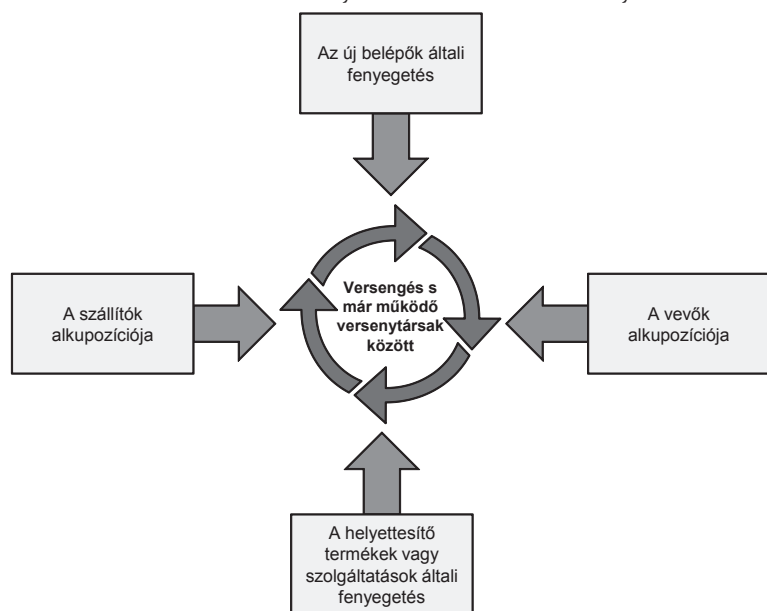 Az új belépők általi
fenyegetés
A szállítók
alkupozíciója
Versengés s
már működő
versenytársak
között
A vevők
alkupozíciója
A helyettesítő
termékek vagy
szolgáltatások általi
fenyegetés